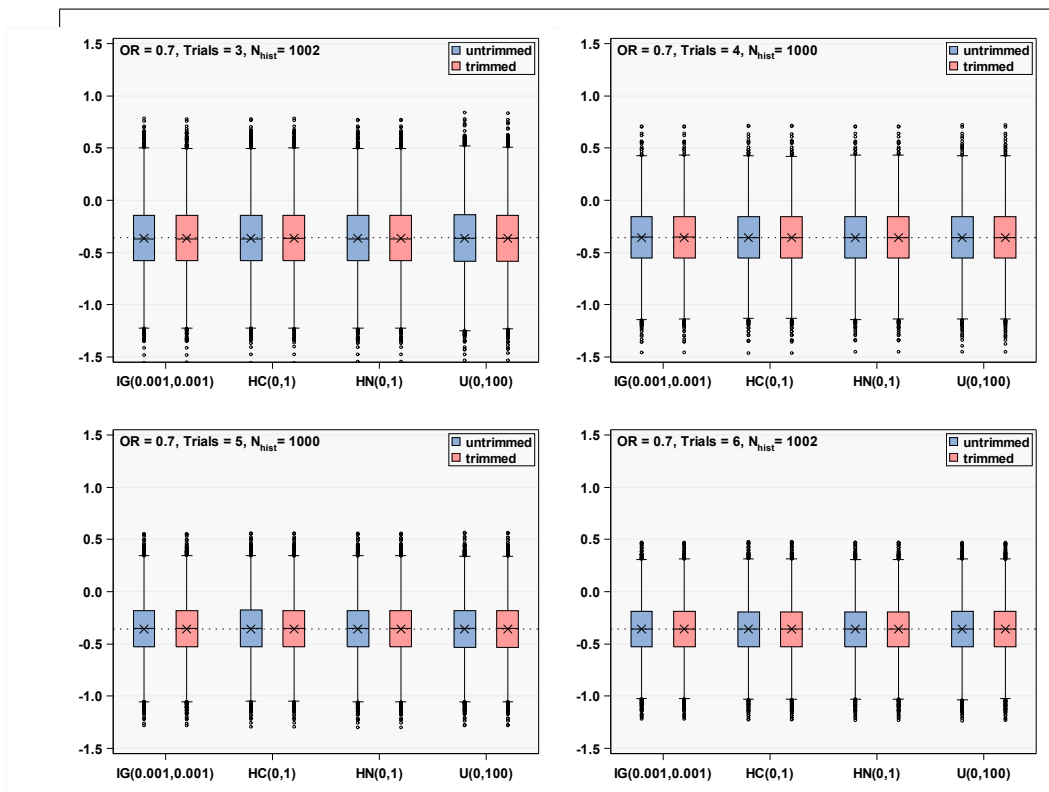 OR = 0.7, Trials = 3, Nhist= 1002
untrimmed
trimmed
1.5
1.0
0.5
0.0
-0.5
-1.0
-1.5
IG(0.001,0.001) HC(0,1) HN(0,1) U(0,100)
OR = 0.7, Trials = 4, Nhist= 1000
untrimmed
trimmed
1.5
1.0
0.5
0.0
-0.5
-1.0
-1.5
IG(0.001,0.001) HC(0,1) HN(0,1) U(0,100)
OR = 0.7, Trials = 5, Nhist= 1000
untrimmed
trimmed
1.5
1.0
0.5
0.0
-0.5
-1.0
-1.5
IG(0.001,0.001) HC(0,1) HN(0,1) U(0,100)
OR = 0.7, Trials = 6, Nhist= 1002
untrimmed
trimmed
1.5
1.0
0.5
0.0
-0.5
-1.0
-1.5
IG(0.001,0.001) HC(0,1) HN(0,1) U(0,100)